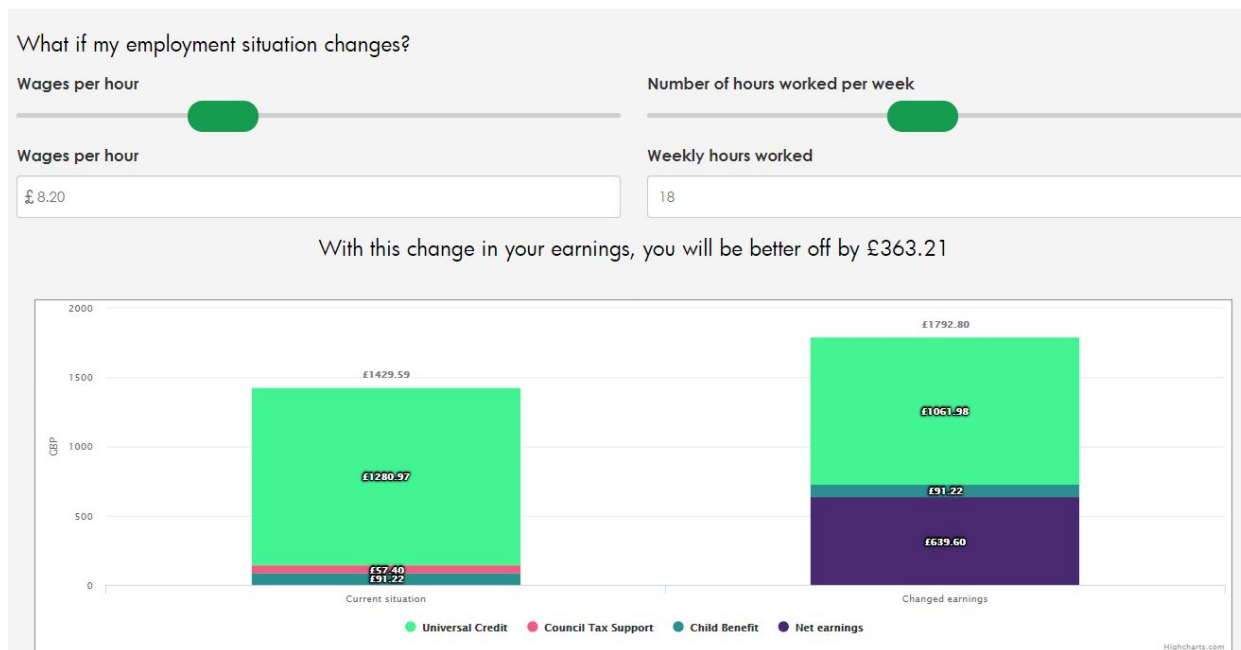 What if my employment situation changes?
Wages per hour
Number of hours worked per week
Wages per hour
Weekly hours worked
£ 8.20
18
With this change in your earnings, you will be better off by £363.21
2000
£1792.80
£1429.59
1500
£1061.98
GBP
1000
£1280.97
£91.22
500
£639.60
£57.40
£91.22
0
Current situation
Changed earnings
Universal Credit
Council Tax Support
Child Benefit
Net earnings
Highcharts.com